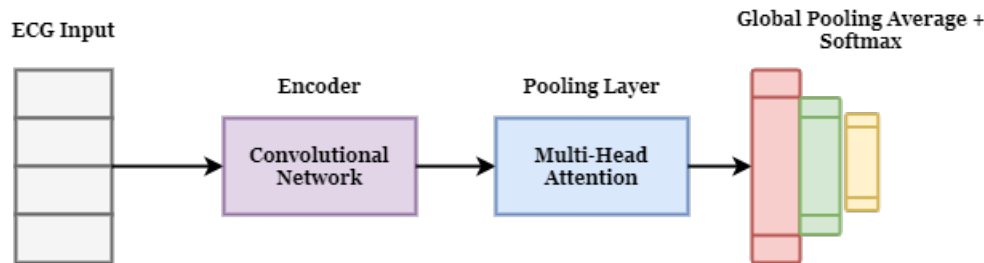 ECG Input
Global Pooling Average +
Softmax
Encoder
Pooling Layer
Convolutional
Network
Multi-Head
Attention